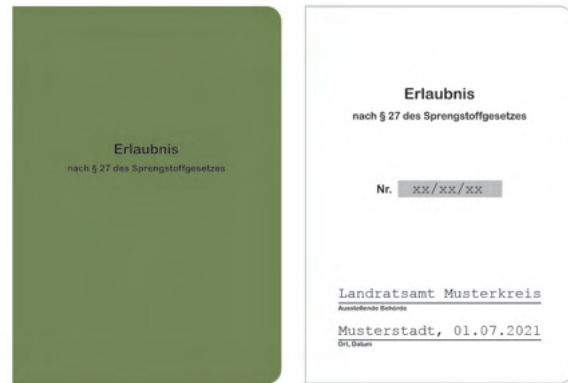 Erlaubnis
nach § 27 des Sprengstoffgesetzes
Erlaubnis
nach § 27 des Sprengstoffgesetzes
Nr. xx/xx/xx
Landratsamt Musterkreis
Ausstellende Behörde
Musterstadt, 01.07.2021
Ort, Datum